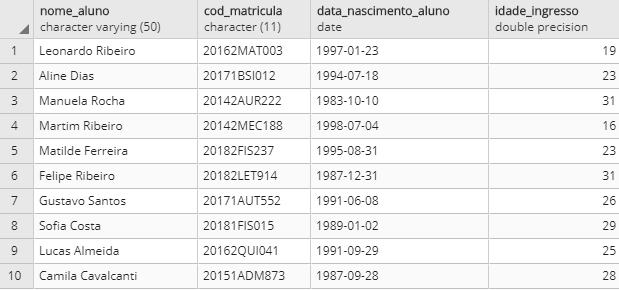 nome_aluno cod_matricula data_nascimento_aluno idade_ingresso
character varying (50) character (11) date double precision
1 Leonardo Ribeiro 20162MAT003 1997-01-23 19
2 Aline Dias 20171BSI012 1994-07-18 23
3 Manuela Rocha 20142AUR222 1983-10-10 31
4 Martim Ribeiro 20142MEC188 1998-07-04 16
5 Matilde Ferreira 20182FIS237 1995-08-31 23
6 Felipe Ribeiro 20182LET914 1987-12-31 31
7 Gustavo Santos 20171AUT552 1991-06-08 26
8 Sofia Costa 20181FIS015 1989-01-02 29
9 Lucas Almeida 20162QUI041 1991-09-29 25
10 Camila Cavalcanti 20151ADM873 1987-09-28 28